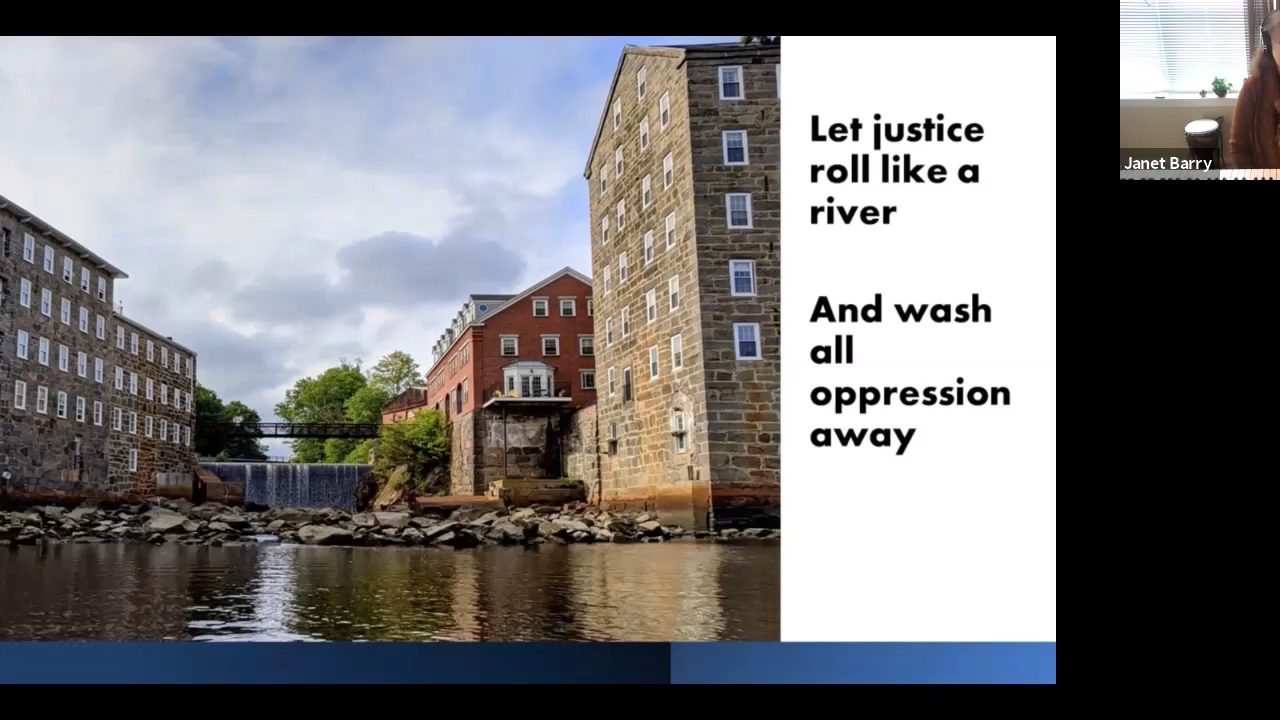 Let justice
roll like a
river
And wash
all
oppression
away
Janet Barry